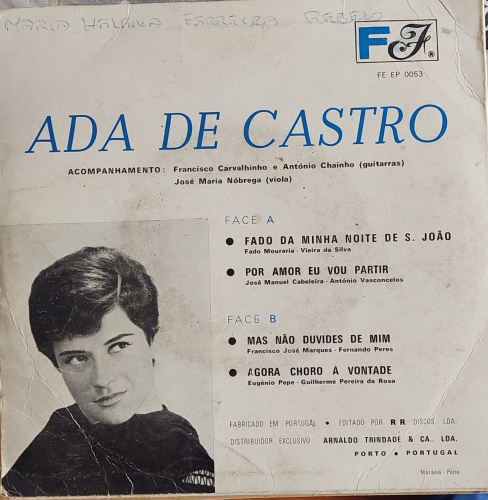 MARIA HALAINA FARREIRA REBELO
FF®
FE EP 0053
ADA DE CASTRO
ACOMPANHAMENTO: Francisco Carvalhinho e António Chainho (guitarras)
José Maria Nóbrega (viola)
FACE A
● FADO DA MINHA NOITE DE S. JOÃO
Fado Mouraria - Vieira da Silva
● POR AMOR EU VOU PARTIR
José Manuel Cabeleira - António Vasconcelos
FACE B
● MAS NÃO DUVIDES DE MIM
Francisco José Marques - Fernando Peres
● AGORA CHORO À VONTADE
Eugénio Pepe - Guilherme Pereira da Rosa
FABRICADO EM PORTUGAL • EDITADO POR RR DISCOS, LDA.
DISTRIBUIDOR EXCLUSIVO: ARNALDO TRINDADE & CA., LDA.
PORTO • PORTUGAL